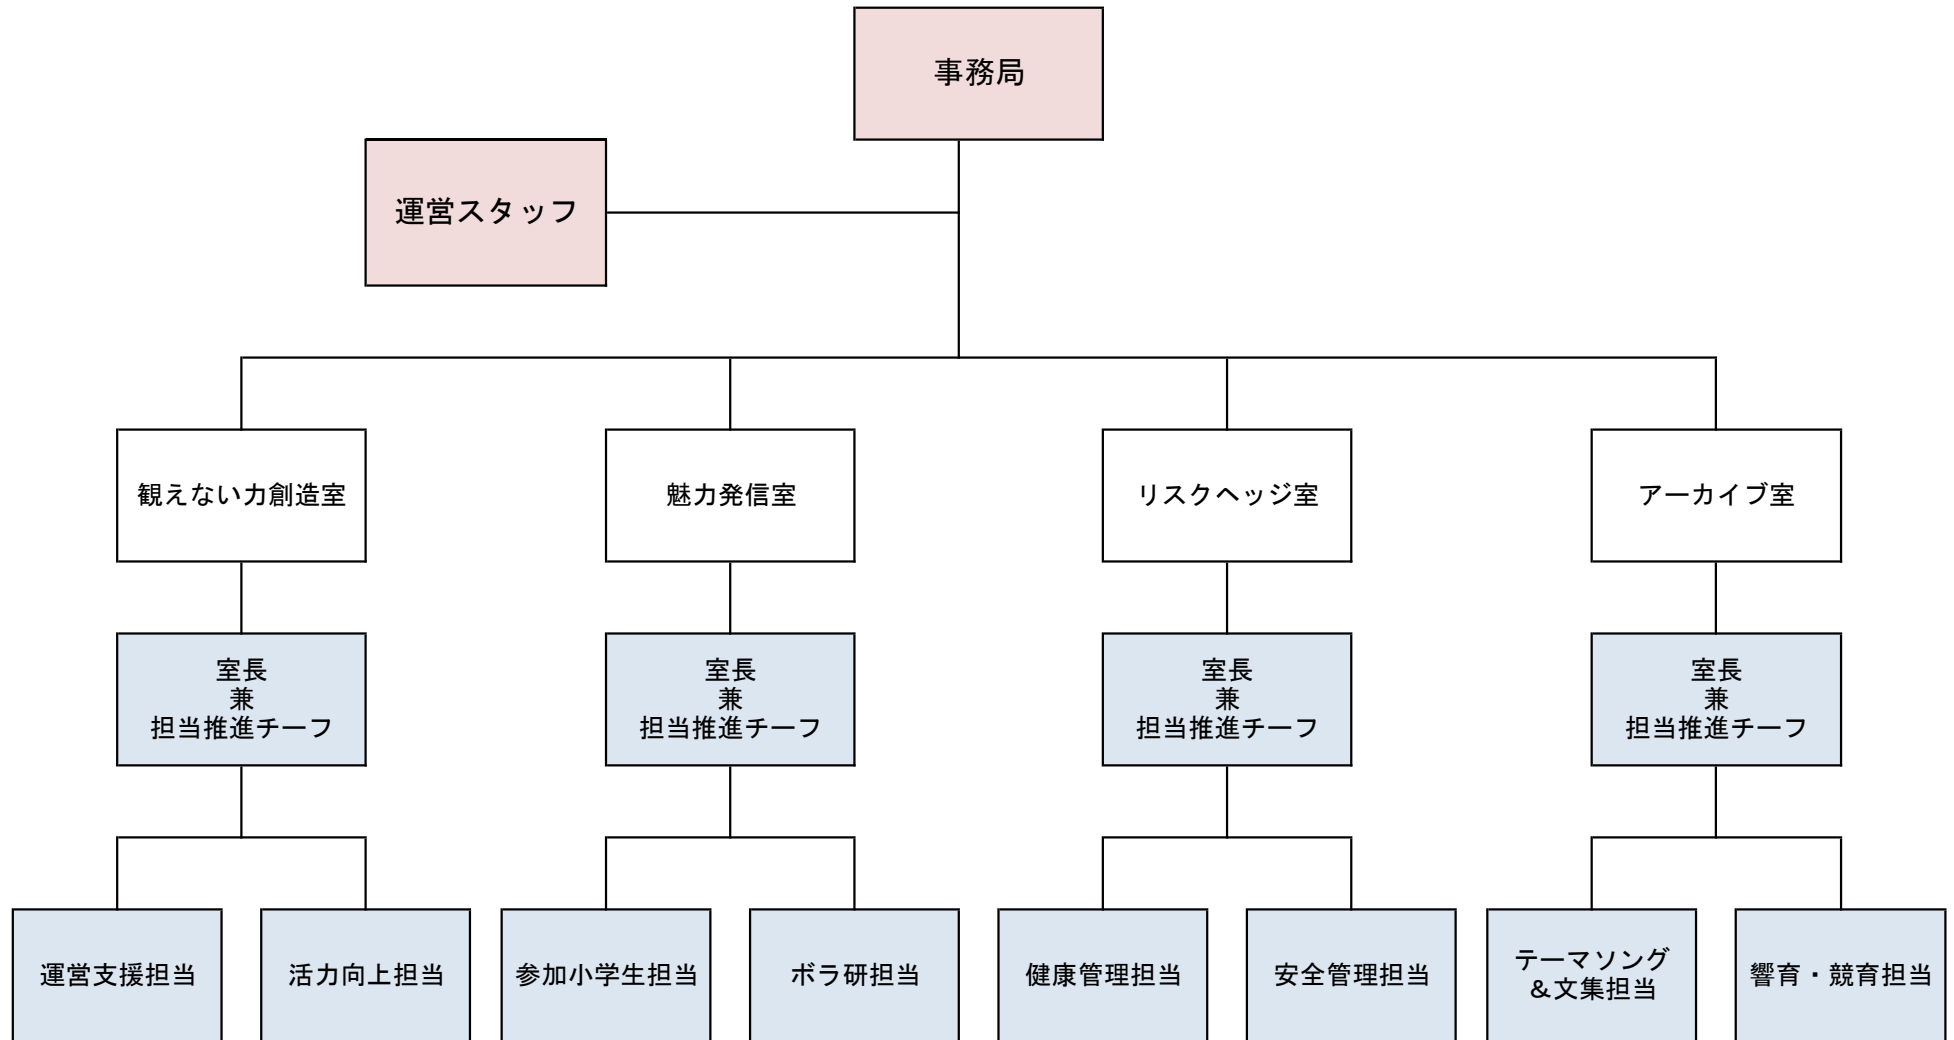 事務局
運営スタッフ
観えない力創造室
魅力発信室
リスクヘッジ室
アーカイブ室
室長
兼
担当推進チーフ
室長
兼
担当推進チーフ
室長
兼
担当推進チーフ
室長
兼
担当推進チーフ
運営支援担当
活力向上担当
参加小学生担当
ボラ研担当
健康管理担当
安全管理担当
テーマソング
＆文集担当
響育・競育担当